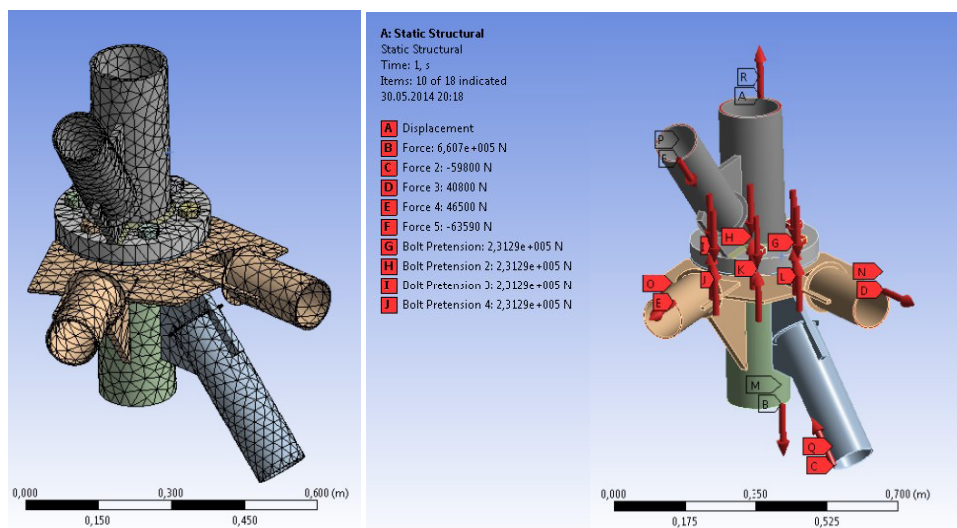 0,000
0,300
0,600 (m)
0,150
0,450
A: Static Structural
Static Structural
Time: 1, s
Items: 10 of 18 indicated
30.05.2014 20:18
A Displacement
B Force: 6,607e+005 N
C Force 2: -59800 N
D Force 3: 40800 N
E Force 4: 46500 N
F Force 5: -63590 N
G Bolt Pretension: 2,3129e+005 N
H Bolt Pretension 2: 2,3129e+005 N
I Bolt Pretension 3: 2,3129e+005 N
J Bolt Pretension 4: 2,3129e+005 N
R
A
P
F
H
G
I
K
J
L
N
O
D
E
M
B
Q
C
0,000
0,350
0,700 (m)
0,175
0,525